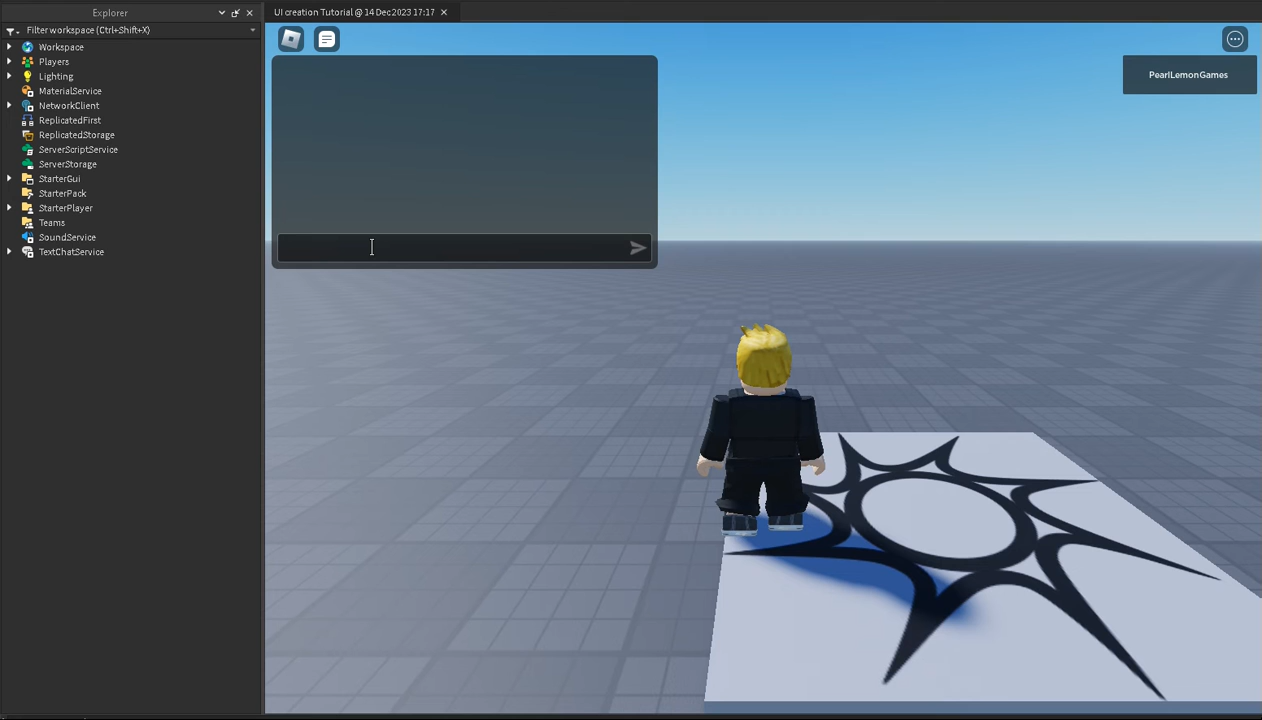 Explorer
Filter workspace (Ctrl+Shift+X)
Workspace
Players
Lighting
MaterialService
NetworkClient
ReplicatedFirst
ReplicatedStorage
ServerScriptService
ServerStorage
StarterGui
StarterPack
StarterPlayer
Teams
SoundService
TextChatService
UI creation Tutorial @ 14 Dec 2023 17:17
PearlLemonGames